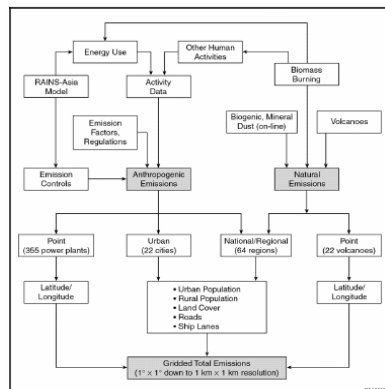 Energy Use
Other Human
Activities
RAINS-Asia
Model
Activity
Data
Biomass
Burning
Emission
Factors,
Regulations
Biogenic, Mineral
Dust (on-line)
Volcanoes
Emission
Controls
Anthropogenic
Emissions
Natural
Emissions
Point
(355 power plants)
Urban
(22 cities)
National/Regional
(64 regions)
Point
(22 volcanoes)
Latitude/
Longitude
• Urban Population
• Rural Population
• Land Cover
• Roads
• Ship Lanes
Latitude/
Longitude
Gridded Total Emissions
(1° × 1° down to 1 km × 1 km resolution)